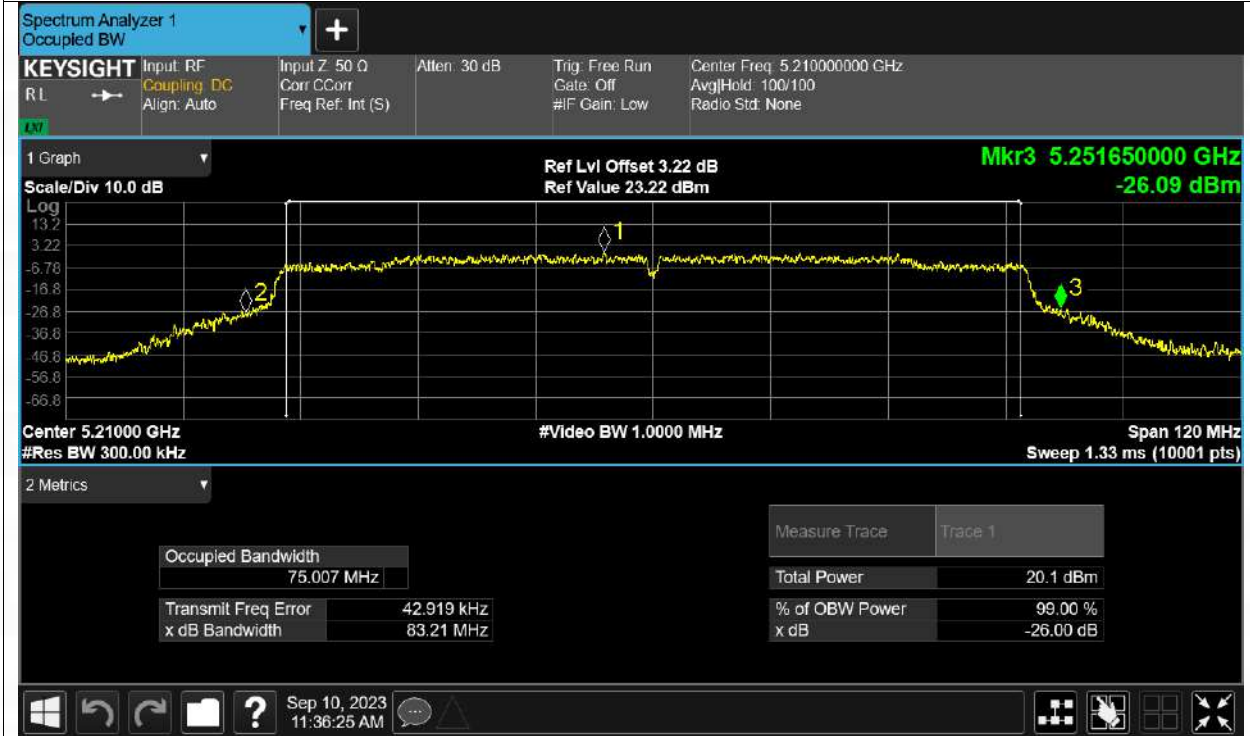 Spectrum Analyzer 1
Occupied BW
+
KEYSIGHT Input: RF Input Z: 50 Ω Atten: 30 dB Trig: Free Run Center Freq: 5.210000000 GHz
RL Coupling: DC Corr CCorr Gate: Off Avg|Hold: 100/100
Align: Auto Freq Ref: Int (S) #IF Gain: Low Radio Std: None
LXI
1 Graph Ref Lvl Offset 3.22 dB Mkr3 5.251650000 GHz
Scale/Div 10.0 dB Ref Value 23.22 dBm -26.09 dBm
Log
13.2
3.22
-6.78
-16.8
-26.8
-36.8
-46.8
-56.8
-66.8
1
2
3
Center 5.21000 GHz #Video BW 1.0000 MHz Span 120 MHz
#Res BW 300.00 kHz Sweep 1.33 ms (10001 pts)
2 Metrics
Measure Trace Trace 1
Occupied Bandwidth
75.007 MHz Total Power 20.1 dBm
Transmit Freq Error 42.919 kHz % of OBW Power 99.00 %
x dB Bandwidth 83.21 MHz x dB -26.00 dB
? Sep 10, 2023
11:36:25 AM